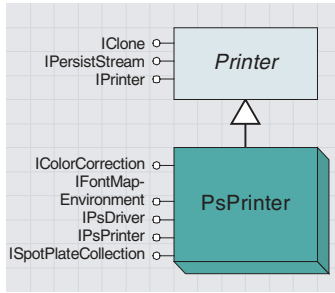 IClone
IPersistStream
IPrinter
Printer
IColorCorrection
IFontMap-
Environment
IPsDriver
IPsPrinter
ISpotPlateCollection
PsPrinter